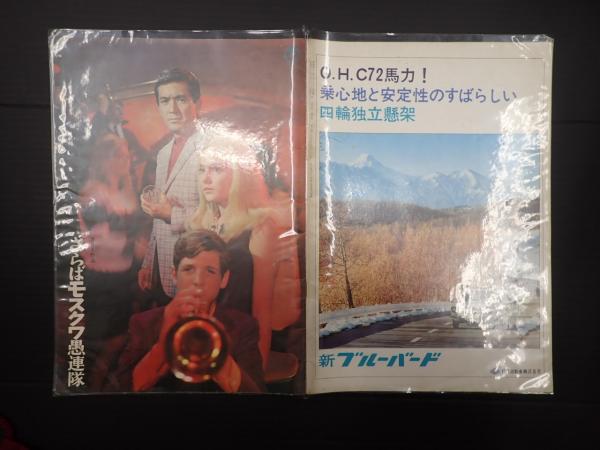 さらばモスクワ愚連隊
O.H.C72馬力!
乗心地と安定性のすばらしい
四輪独立懸架
新ブルーバード